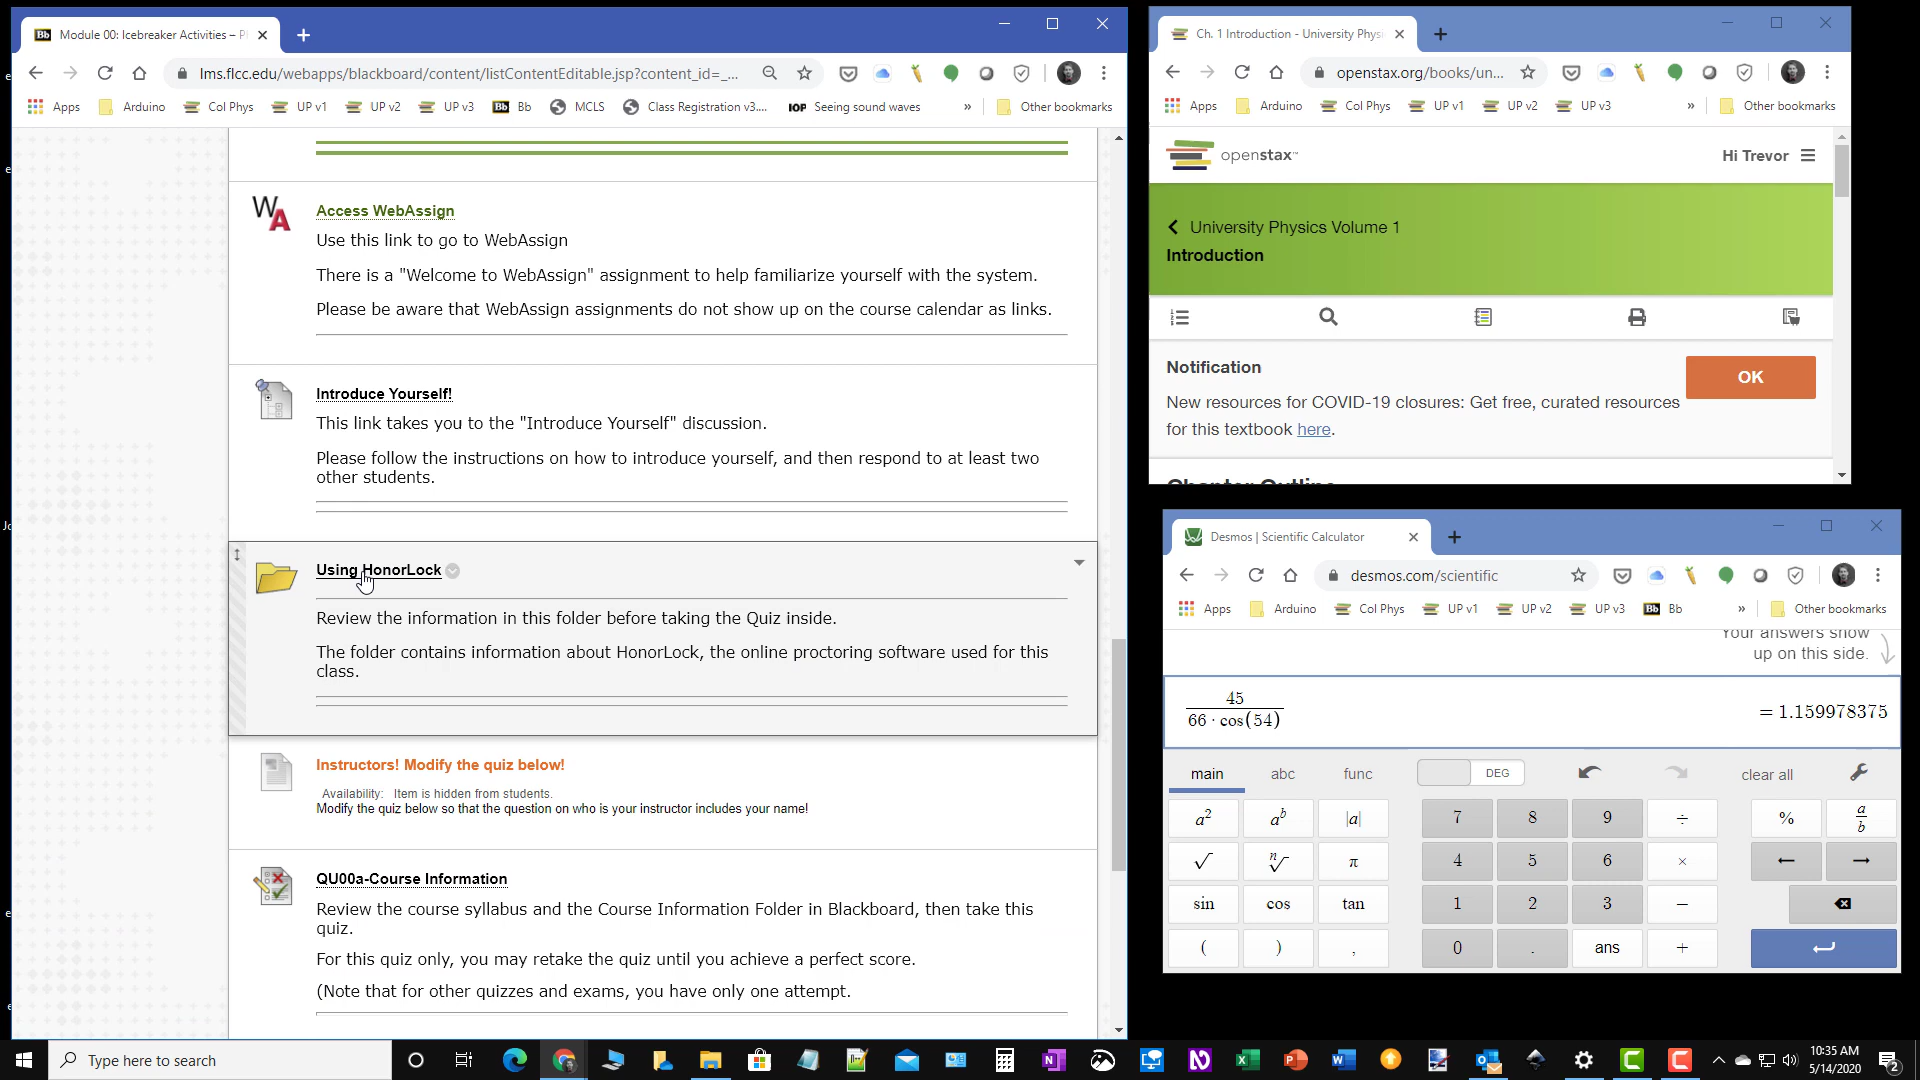 Module 00: Icebreaker Activities – Pl
lms.flcc.edu/webapps/blackboard/content/listContentEditable.jsp?content_id=_...
Apps
Arduino
Col Phys
UP v1
UP v2
UP v3
Bb
MCLS
Class Registration v3....
IOP Seeing sound waves
»
Other bookmarks
Access WebAssign
Use this link to go to WebAssign
There is a "Welcome to WebAssign" assignment to help familiarize yourself with the system.
Please be aware that WebAssign assignments do not show up on the course calendar as links.
Introduce Yourself!
This link takes you to the "Introduce Yourself" discussion.
Please follow the instructions on how to introduce yourself, and then respond to at least two
other students.
Using HonorLock
Review the information in this folder before taking the Quiz inside.
The folder contains information about HonorLock, the online proctoring software used for this
class.
Instructors! Modify the quiz below!
Availability: Item is hidden from students.
Modify the quiz below so that the question on who is your instructor includes your name!
QU00a-Course Information
Review the course syllabus and the Course Information Folder in Blackboard, then take this
quiz.
For this quiz only, you may retake the quiz until you achieve a perfect score.
(Note that for other quizzes and exams, you have only one attempt.
Ch. 1 Introduction - University Physi
openstax.org/books/un...
Apps
Arduino
Col Phys
UP v1
UP v2
UP v3
»
Other bookmarks
openstax™
Hi Trevor
University Physics Volume 1
Introduction
Notification
OK
New resources for COVID-19 closures: Get free, curated resources
for this textbook here.
Chapter Outline
Desmos | Scientific Calculator
desmos.com/scientific
Apps
Arduino
Col Phys
UP v1
UP v2
UP v3
Bb
»
Other bookmarks
Your answers show
up on this side.
45
66 · cos(54)
= 1.159978375
main
abc
func
DEG
clear all
a²
aᵇ
|a|
7
8
9
÷
%
a/b
√
ⁿ√
π
4
5
6
×
←
→
sin
cos
tan
1
2
3
−
(
)
,
0
.
ans
+
Type here to search
10:35 AM
5/14/2020
2